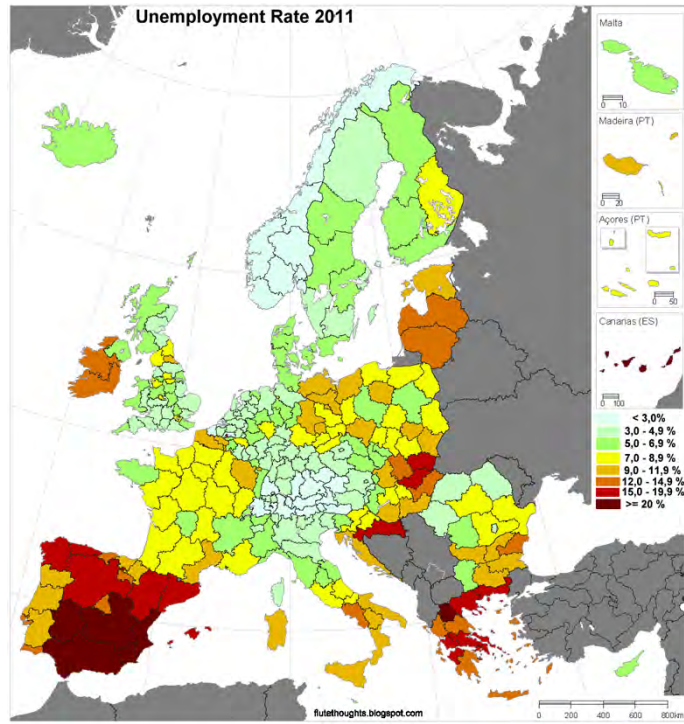 Unemployment Rate 2011
Malta
0 10
Madeira (PT)
0 20
Açores (PT)
0 50
Canarias (ES)
0 100
< 3,0%
3,0 - 4,9 %
5,0 - 6,9 %
7,0 - 8,9 %
9,0 - 11,9 %
12,0 - 14,9 %
15,0 - 19,9 %
>= 20 %
flutethoughts.blogspot.com
0 200 400 600 800km